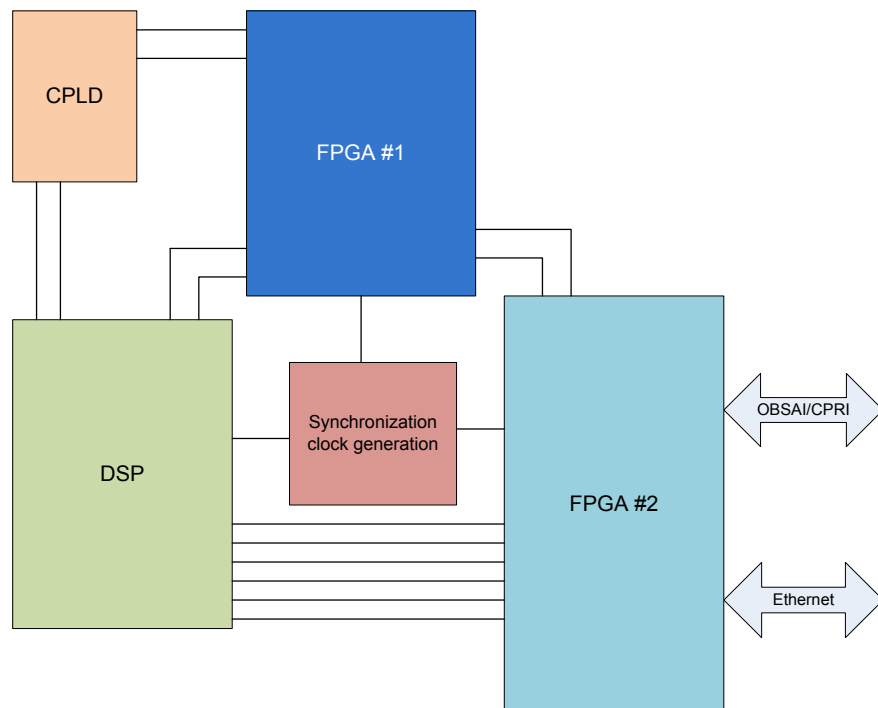 CPLD
FPGA #1
Synchronization
clock generation
OBSAI/CPRI
DSP
FPGA #2
Ethernet